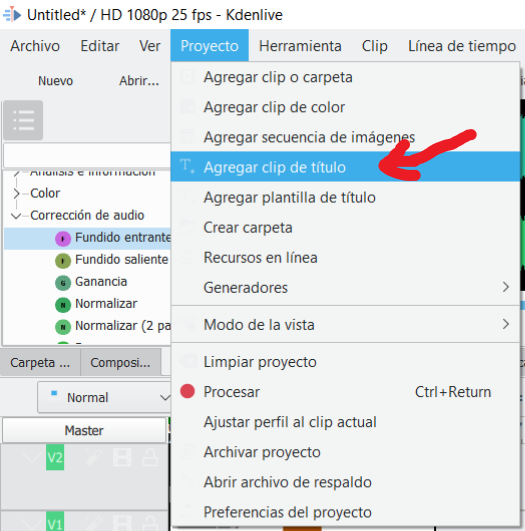 Untitled* / HD 1080p 25 fps - Kdenlive
Archivo Editar Ver Proyecto Herramienta Clip Línea de tiempo
Nuevo Abrir...
Agregar clip o carpeta
Agregar clip de color
Agregar secuencia de imágenes
Agregar clip de título
Agregar plantilla de título
Crear carpeta
Recursos en línea
Generadores
Modo de la vista
Limpiar proyecto
Procesar Ctrl+Return
Ajustar perfil al clip actual
Archivar proyecto
Abrir archivo de respaldo
Preferencias del proyecto
Análisis e información
Color
Corrección de audio
F Fundido entrante
F Fundido saliente
G Ganancia
N Normalizar
N Normalizar (2 pa
Carpeta ... Composi...
Normal
Master
V2
V1